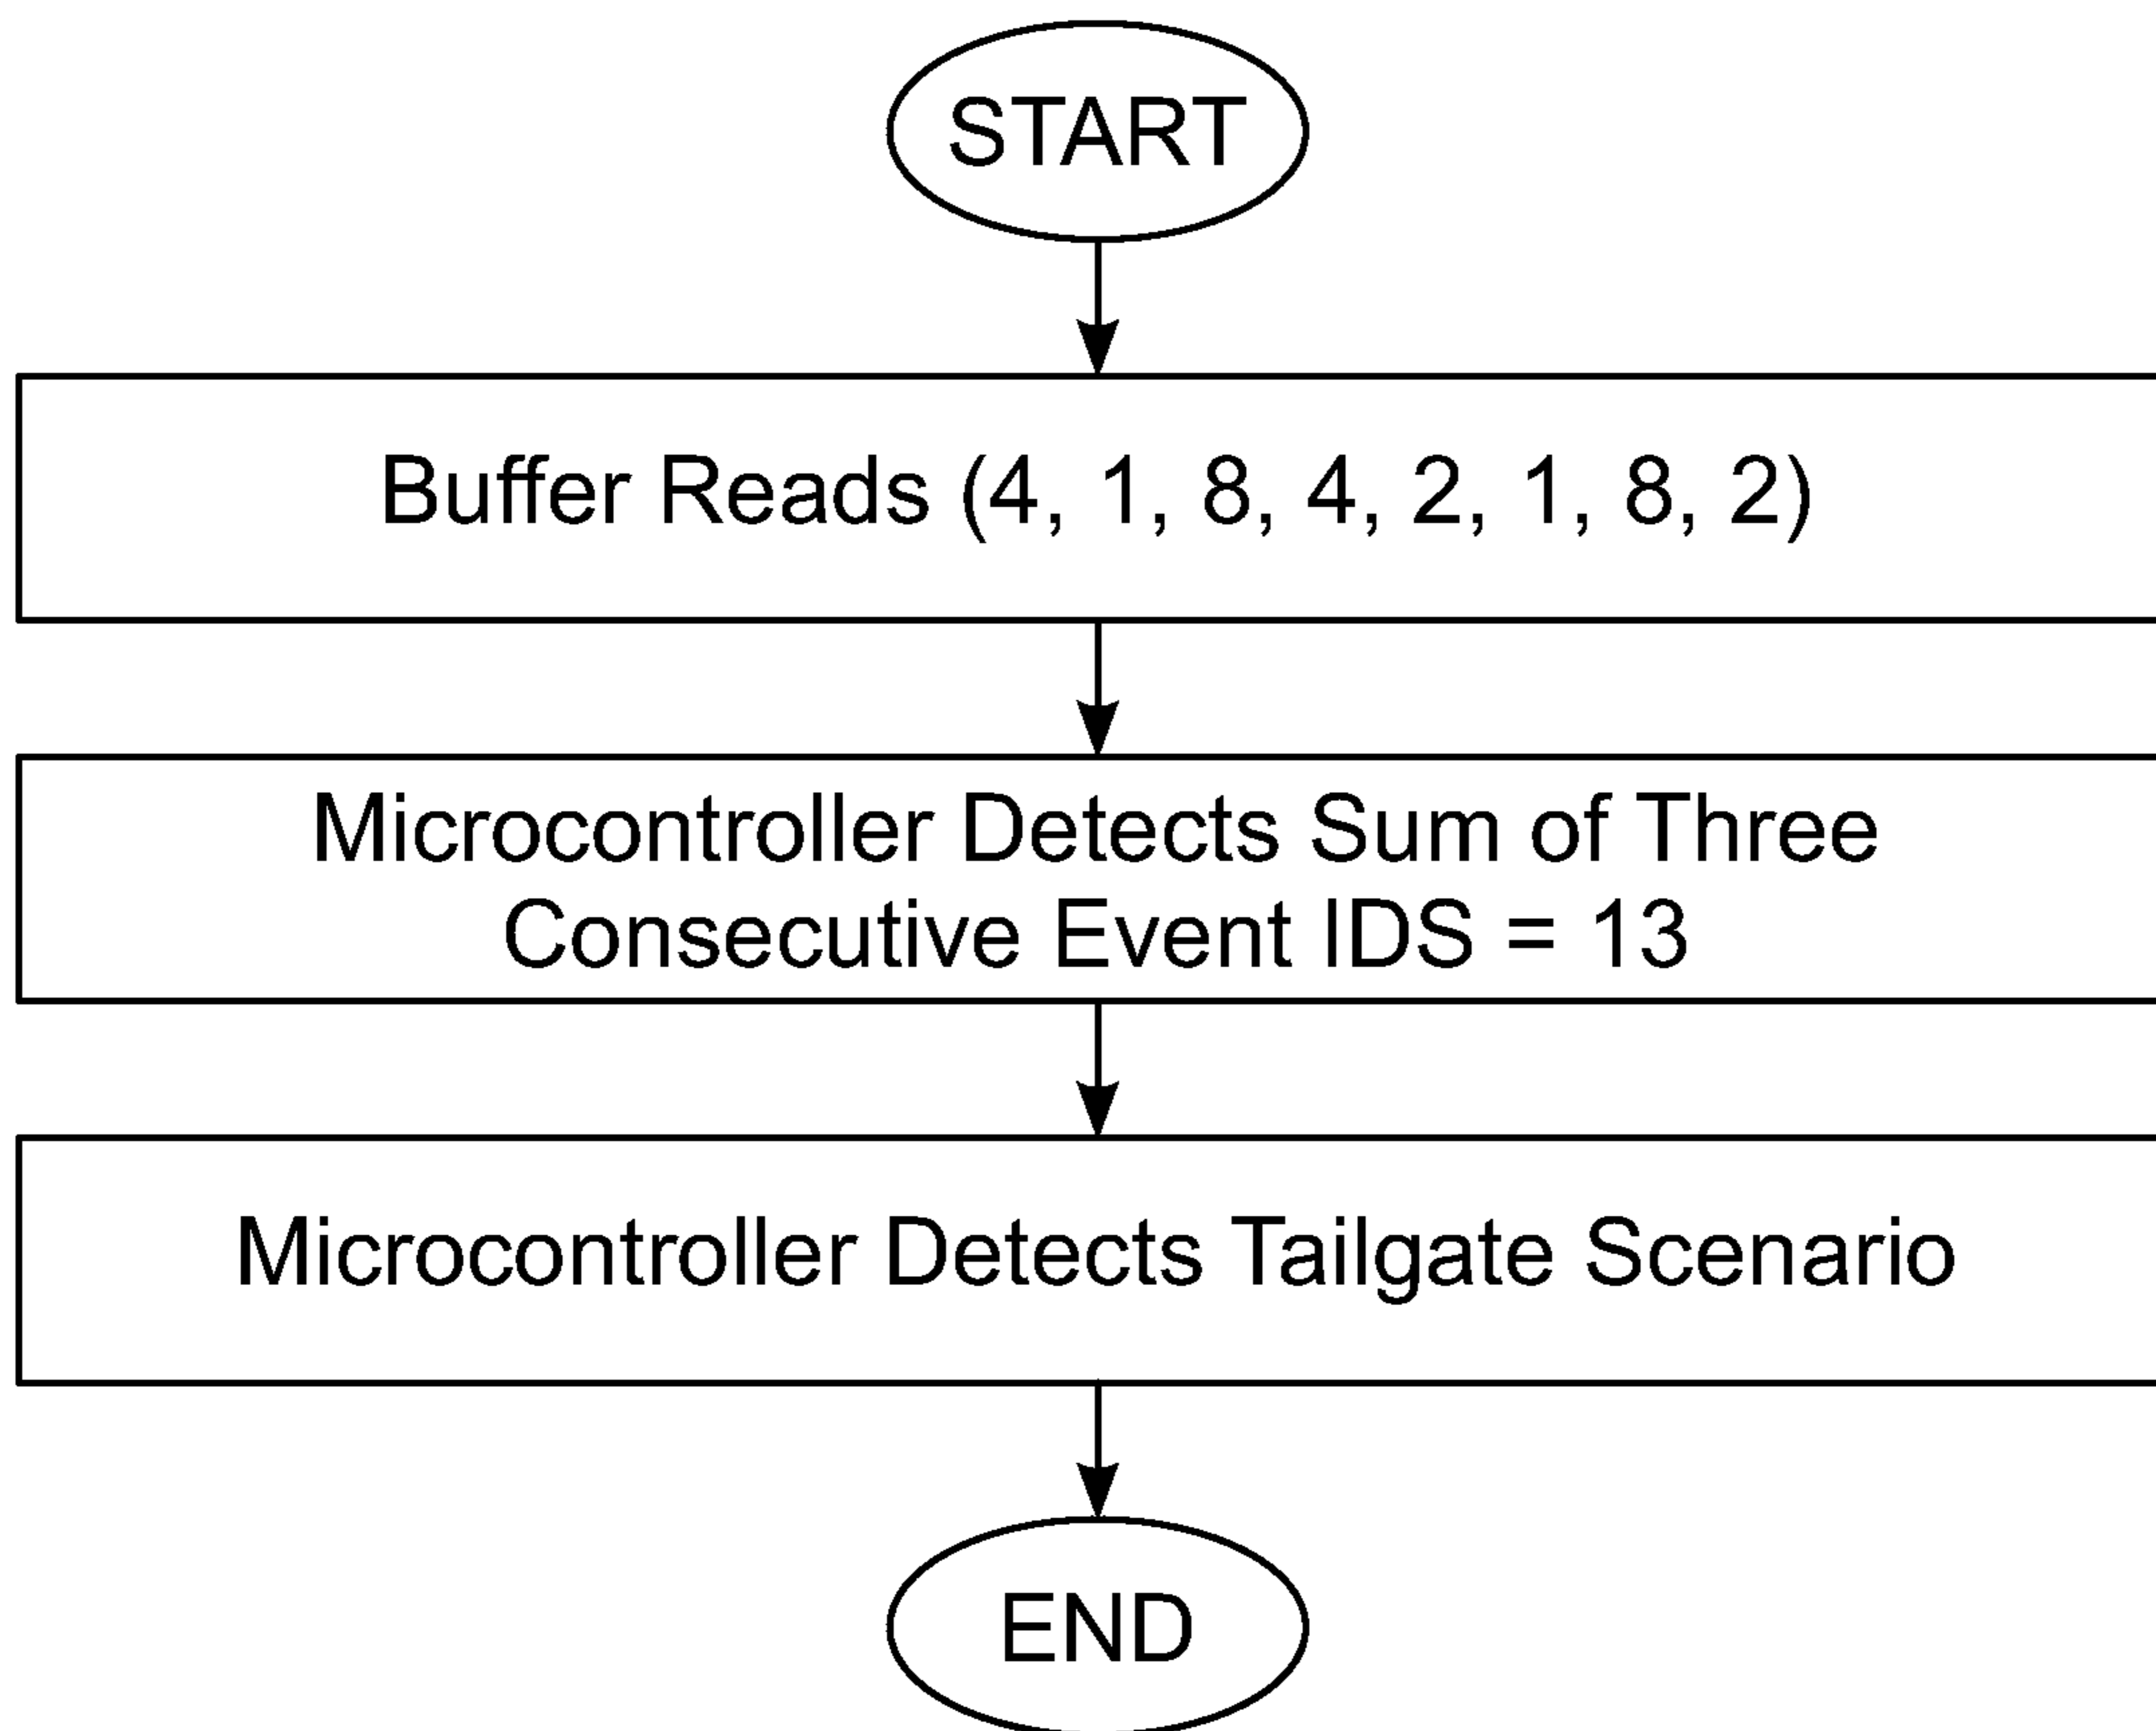 START
Buffer Reads (4, 1, 8, 4, 2, 1, 8, 2)
Microcontroller Detects Sum of Three
Consecutive Event IDS = 13
Microcontroller Detects Tailgate Scenario
END